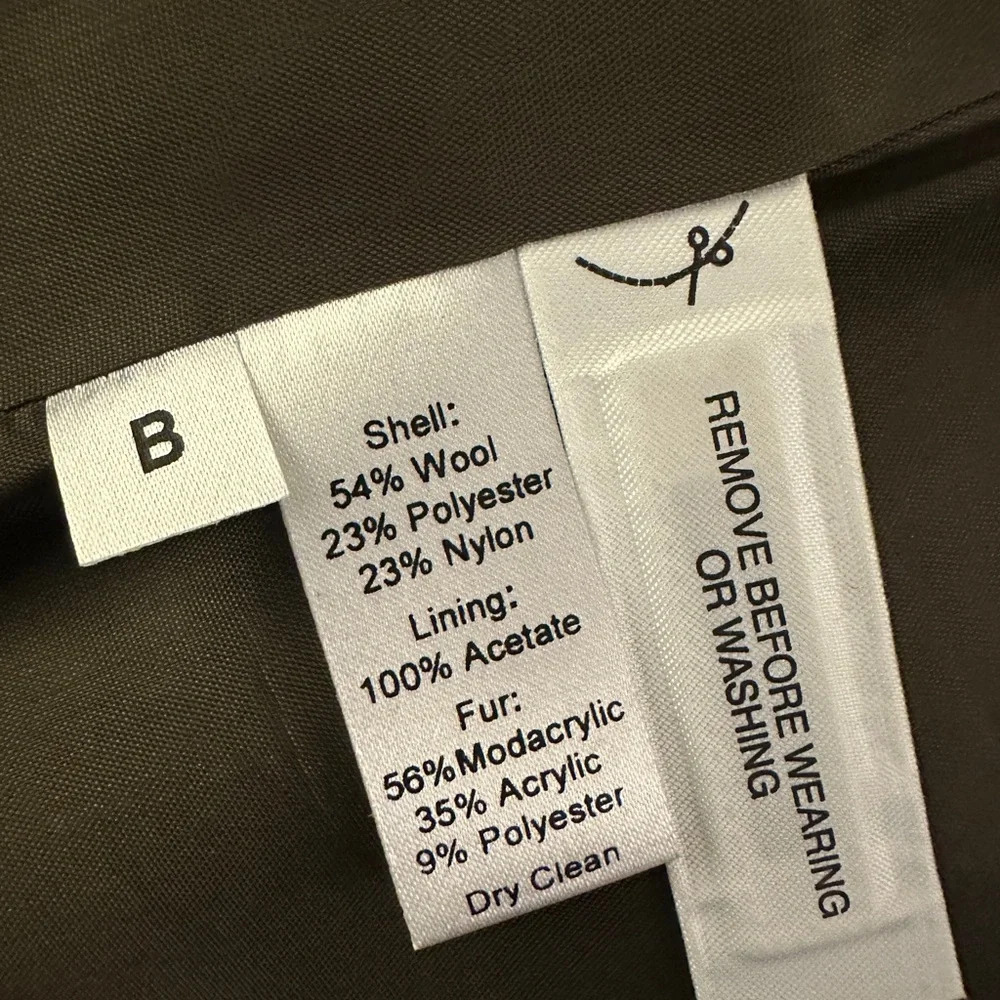 B
Shell:
54% Wool
23% Polyester
23% Nylon
Lining:
100% Acetate
Fur:
56%Modacrylic
35% Acrylic
9% Polyester
Dry Clean
REMOVE BEFORE WEARING
OR WASHING